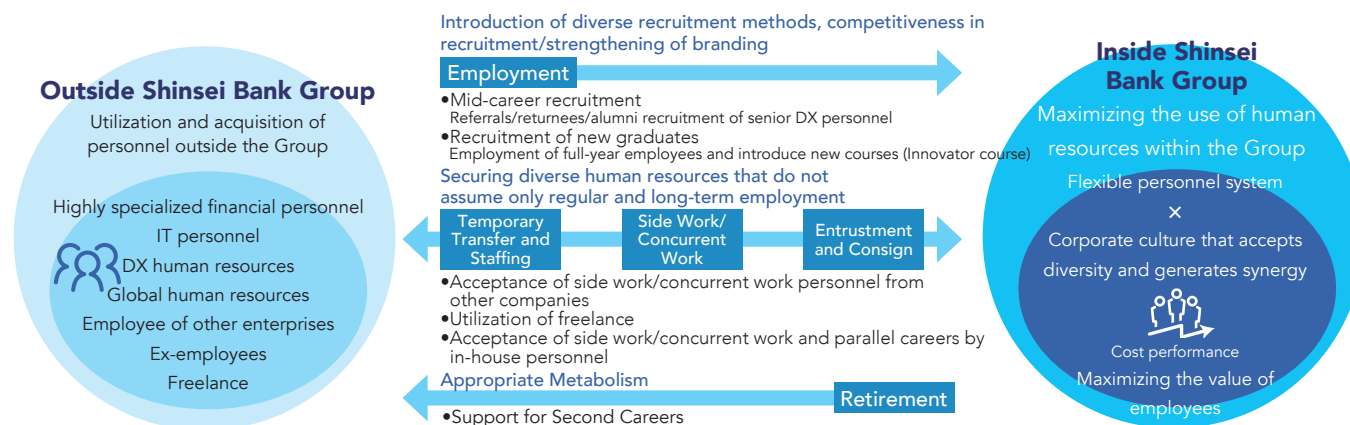 Outside Shinsei Bank Group
Utilization and acquisition of
personnel outside the Group
Highly specialized financial personnel
IT personnel
DX human resources
Global human resources
Employee of other enterprises
Ex-employees
Freelance
Introduction of diverse recruitment methods, competitiveness in
recruitment/strengthening of branding
Employment
•Mid-career recruitment
Referrals/returnees/alumni recruitment of senior DX personnel
•Recruitment of new graduates
Employment of full-year employees and introduce new courses (Innovator course)
Securing diverse human resources that do not
assume only regular and long-term employment
Temporary
Transfer and
Staffing
Side Work/
Concurrent
Work
Entrustment
and Consign
•Acceptance of side work/concurrent work personnel from
other companies
•Utilization of freelance
•Acceptance of side work/concurrent work and parallel careers by
in-house personnel
Appropriate Metabolism
Retirement
•Support for Second Careers
Inside Shinsei
Bank Group
Maximizing the use of human
resources within the Group
Flexible personnel system
×
Corporate culture that accepts
diversity and generates synergy
Cost performance
Maximizing the value of
employees